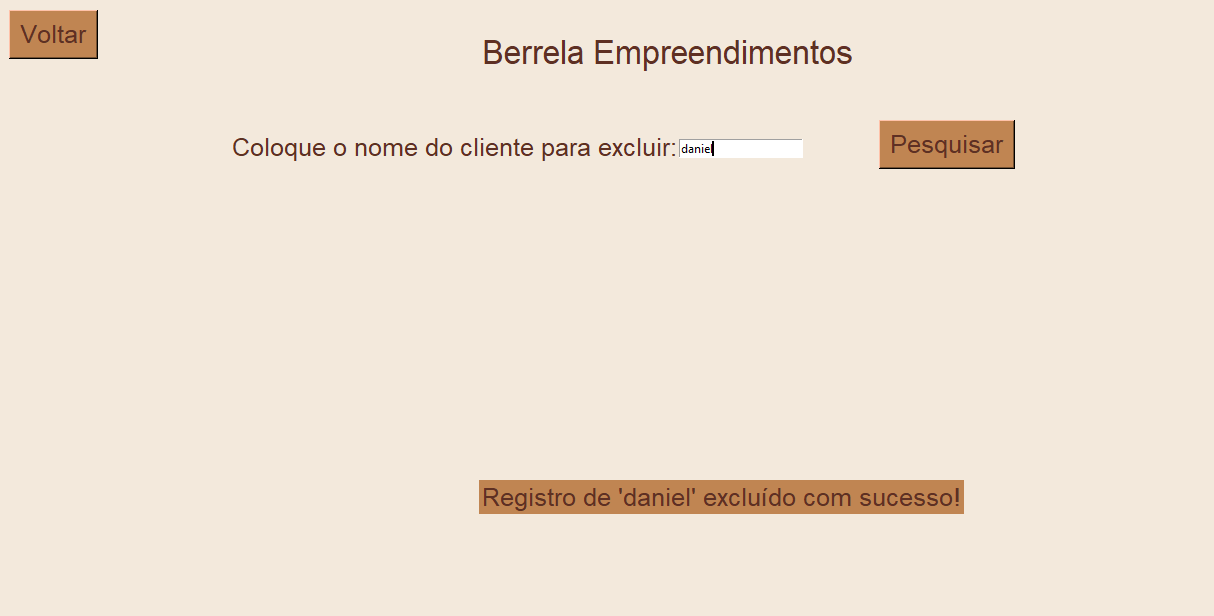 Voltar
Berrela Empreendimentos
Coloque o nome do cliente para excluir: daniel
Pesquisar
Registro de 'daniel' excluído com sucesso!